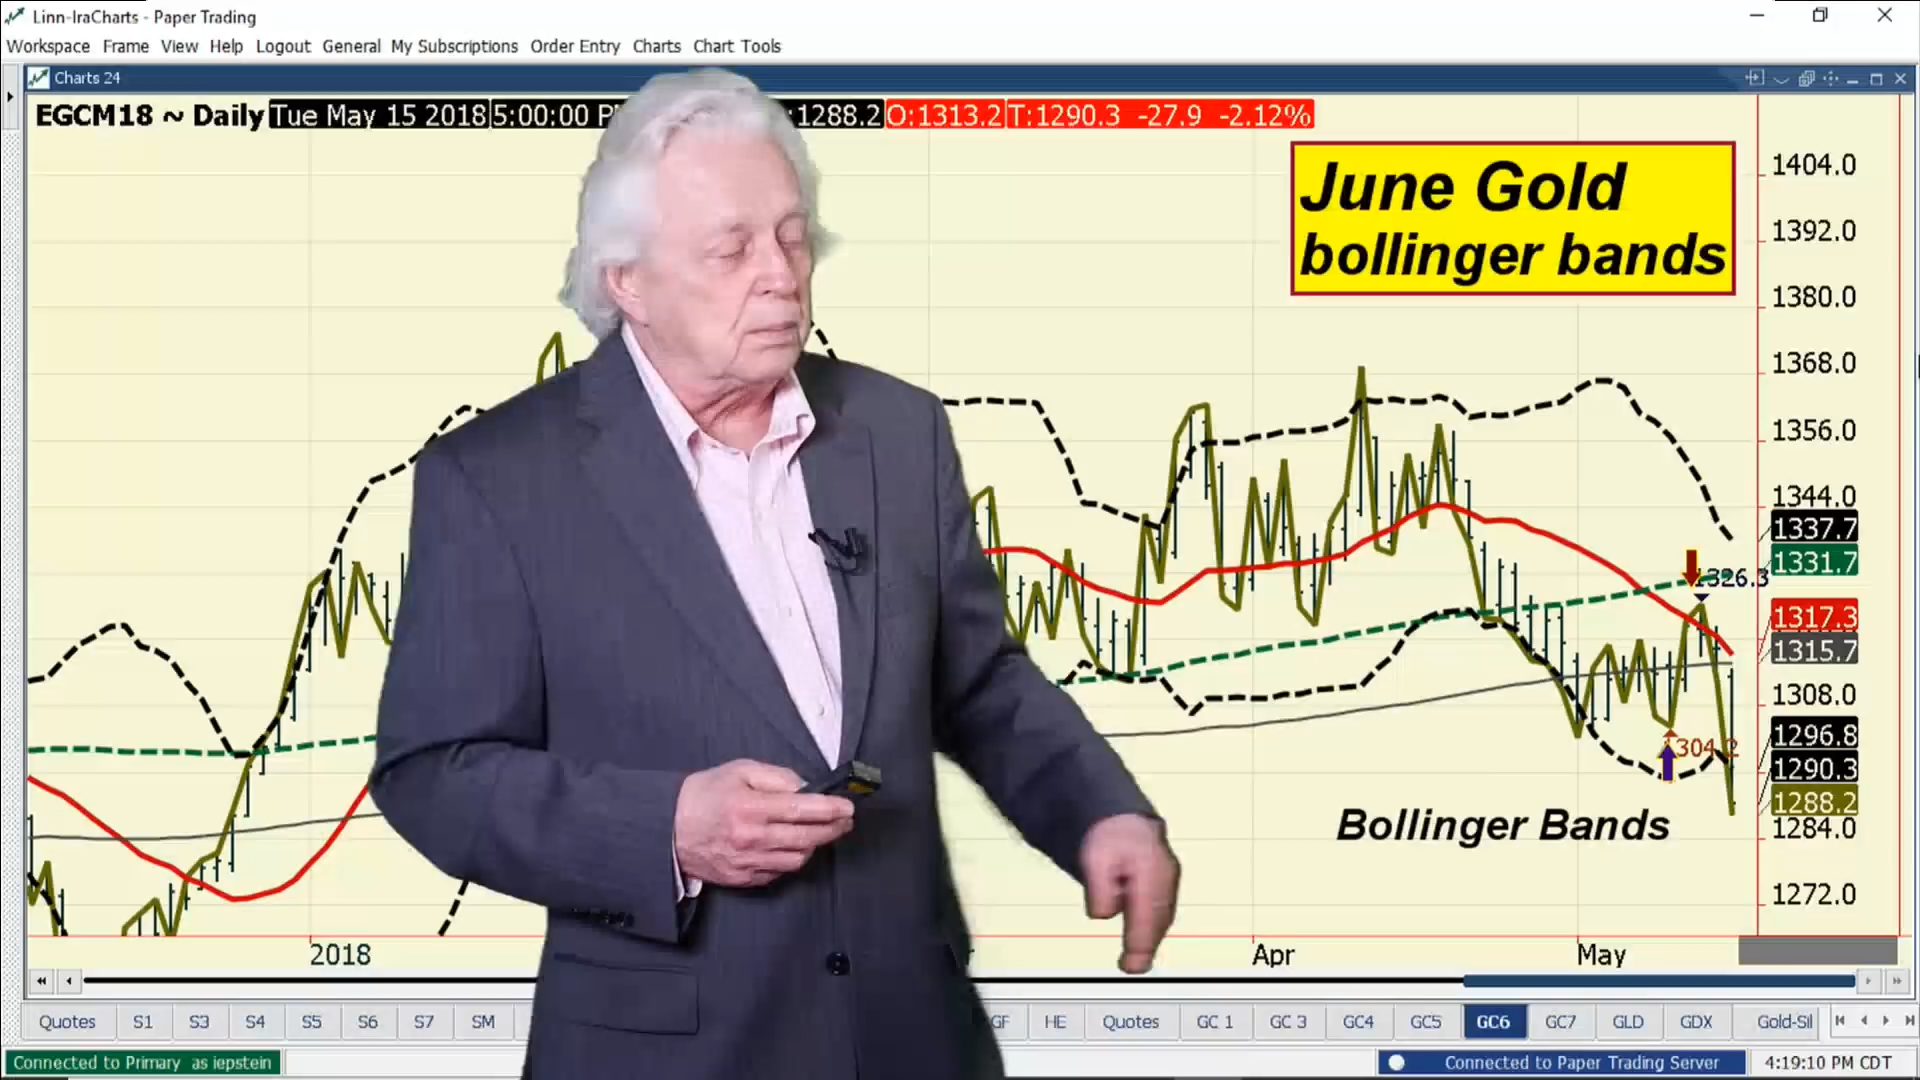 Linn-IraCharts - Paper Trading
Workspace Frame View Help Logout General My Subscriptions Order Entry Charts Chart Tools
Charts 24
EGCM18 ~ Daily Tue May 15 2018 5:00:00 :1288.2 O:1313.2 T:1290.3 -27.9 -2.12%
June Gold
bollinger bands
1404.0
1392.0
1380.0
1368.0
1356.0
1344.0
1337.7
1331.7
1326.3
1317.3
1315.7
1308.0
1296.8
1304.2
1290.3
1288.2
Bollinger Bands
1284.0
1272.0
2018 Apr May
Quotes S1 S3 S4 S5 S6 S7 SM GF HE Quotes GC 1 GC 3 GC4 GC5 GC6 GC7 GLD GDX Gold-Sil
Connected to Primary as iepstein Connected to Paper Trading Server 4:19:10 PM CDT